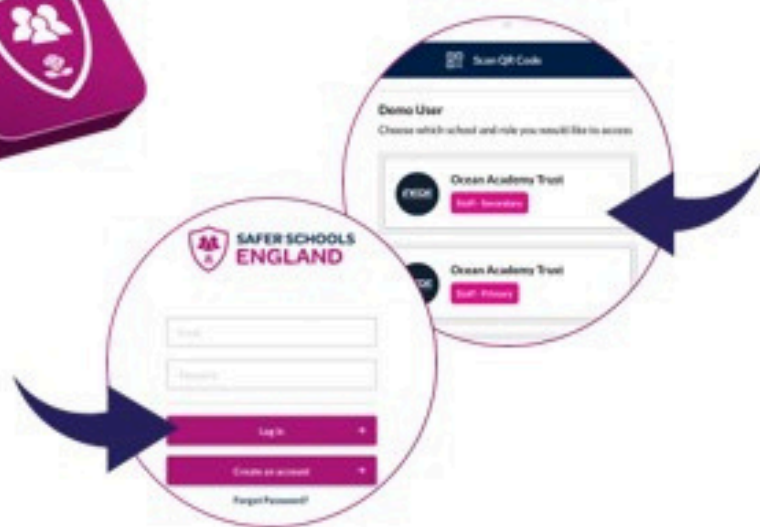 Scan QR Code
Demo User
Choose which school and role you would like to access
Ocean Academy Trust
Staff - Secondary
Ocean Academy Trust
Staff - Primary
SAFER SCHOOLS
ENGLAND
Email
Password
Log in
Create an account
Forgot Password?